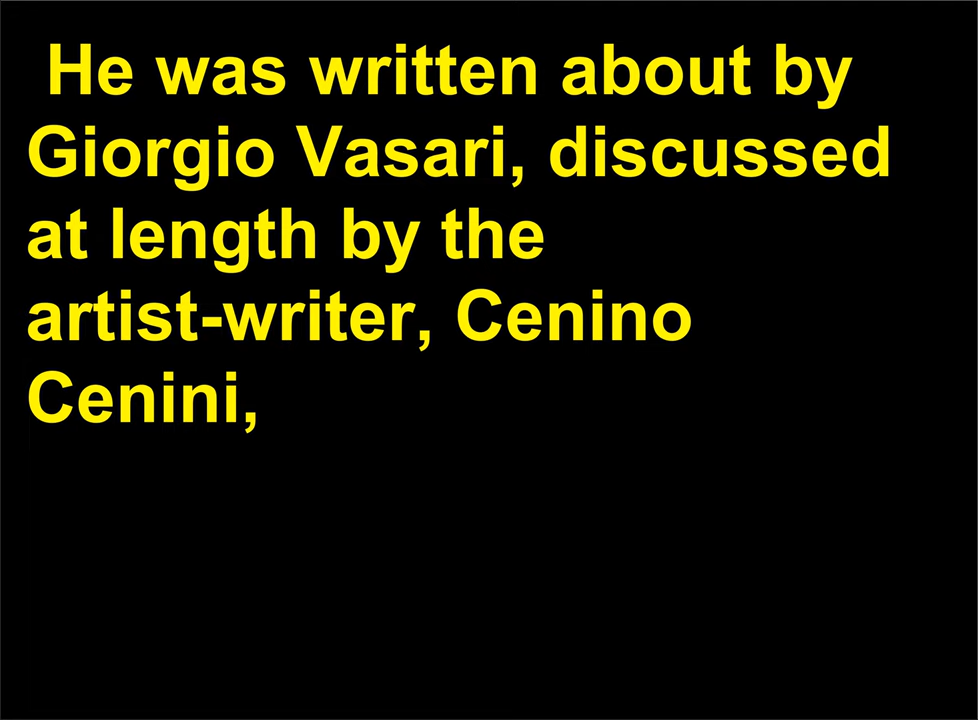 He was written about by
Giorgio Vasari, discussed
at length by the
artist-writer, Cenino
Cenini,